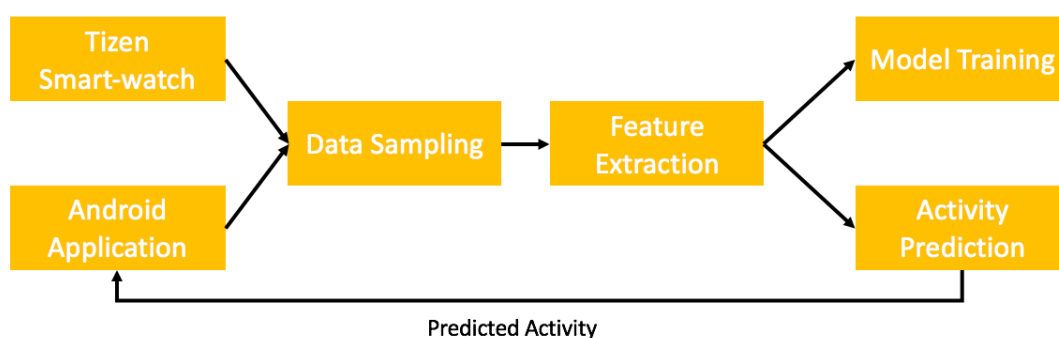 Tizen
Smart-watch
Model Training
Data Sampling
Feature
Extraction
Android
Application
Activity
Prediction
Predicted Activity